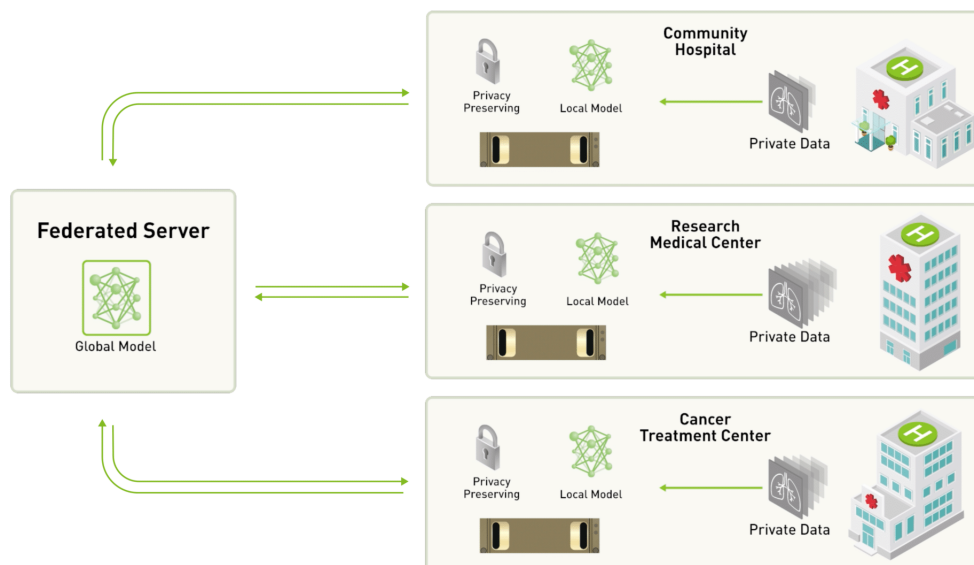 Community
Hospital
Privacy
Preserving
Local Model
Private Data
H
Federated Server
Global Model
Research
Medical Center
Privacy
Preserving
Local Model
Private Data
H
Cancer
Treatment Center
Privacy
Preserving
Local Model
Private Data
H